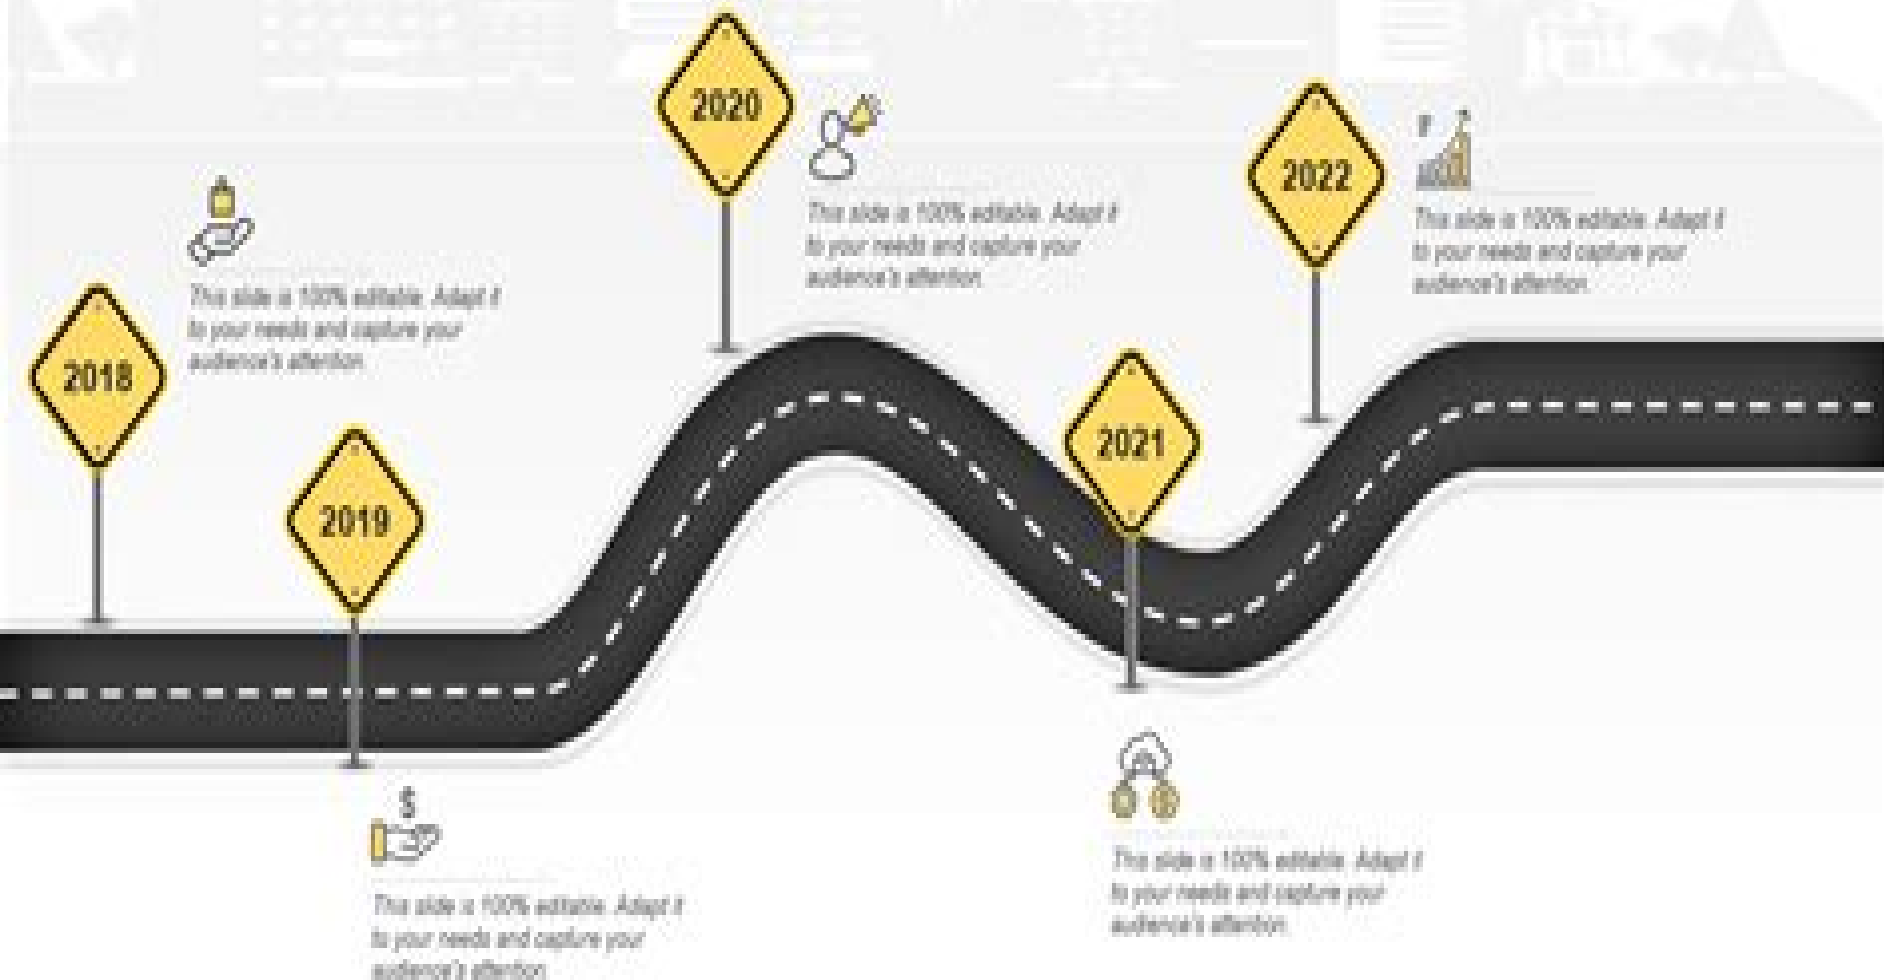 2018
This slide is 100% editable. Adapt it
to your needs and capture your
audience's attention.
2019
$
This slide is 100% editable. Adapt it
to your needs and capture your
audience's attention.
2020
This slide is 100% editable. Adapt it
to your needs and capture your
audience's attention.
2021
This slide is 100% editable. Adapt it
to your needs and capture your
audience's attention.
2022
This slide is 100% editable. Adapt it
to your needs and capture your
audience's attention.